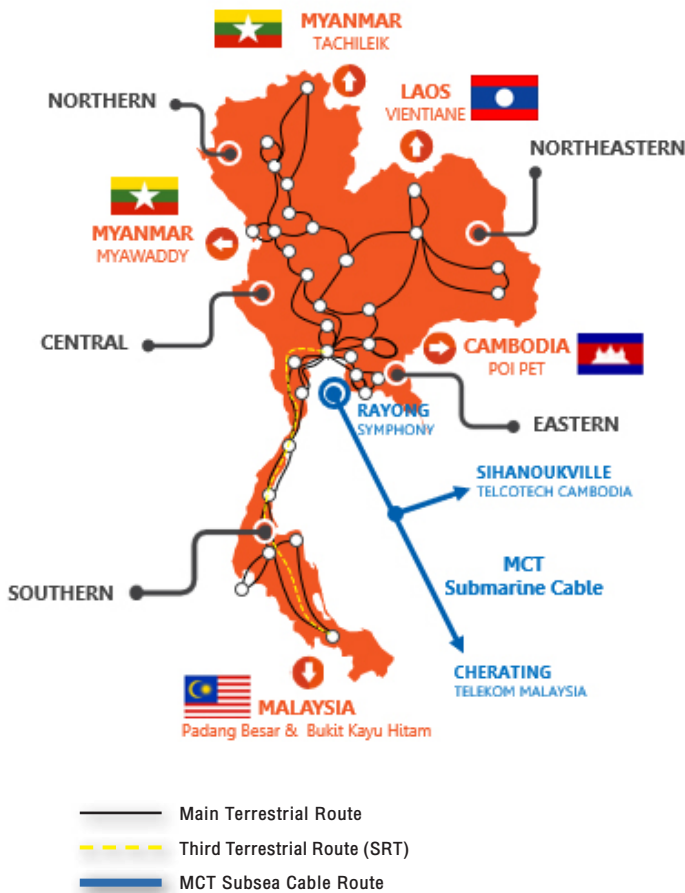 MYANMAR
TACHILEIK
LAOS
VIENTIANE
NORTHERN
NORTHEASTERN
MYANMAR
MYAWADDY
CENTRAL
CAMBODIA
POI PET
RAYONG
SYMPHONY
EASTERN
SIHANOUKVILLE
TELCOTECH CAMBODIA
MCT
Submarine Cable
SOUTHERN
CHERATING
TELEKOM MALAYSIA
MALAYSIA
Padang Besar & Bukit Kayu Hitam
Main Terrestrial Route
Third Terrestrial Route (SRT)
MCT Subsea Cable Route